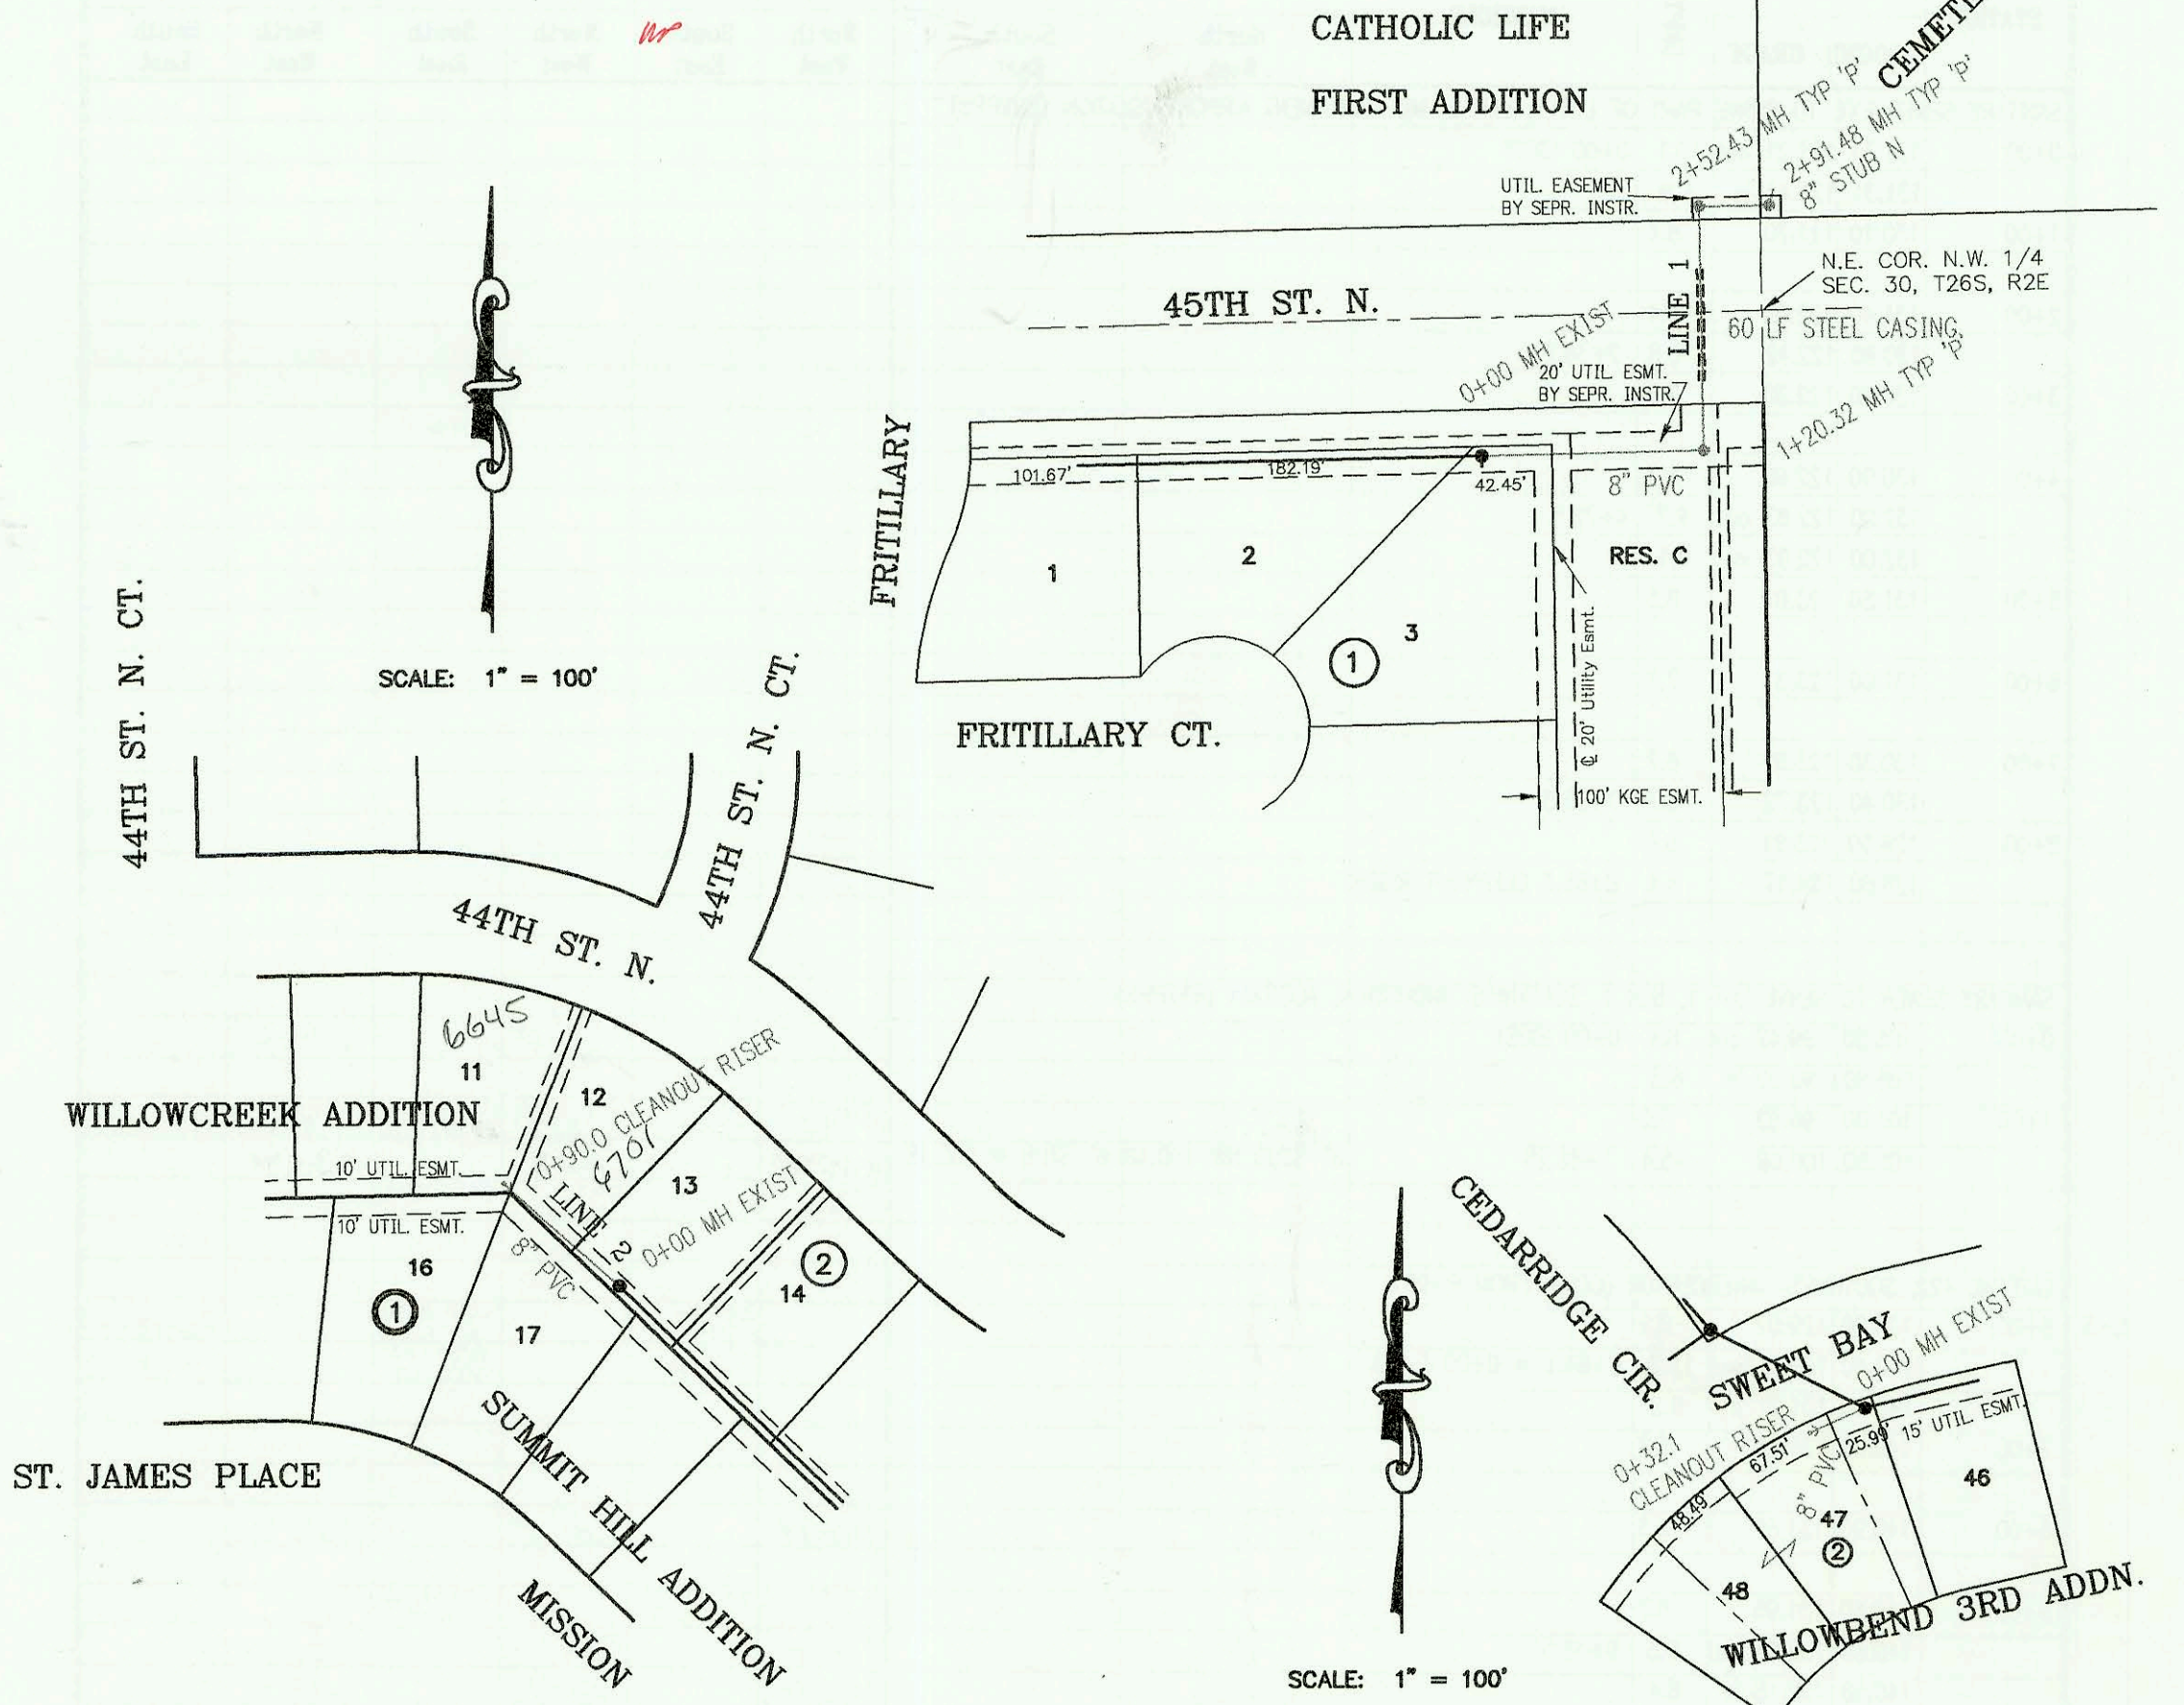 CATHOLIC LIFE
FIRST ADDITION
2+52.43 MH TYP 'P'
2+91.48 MH TYP 'P'
8" STUB N
UTIL. EASEMENT
BY SEPR. INSTR.
N.E. COR. N.W. 1/4
SEC. 30, T26S, R2E
45TH ST. N.
LINE 1
60 LF STEEL CASING
0+00 MH EXIST
20' UTIL ESMT.
BY SEPR. INSTR.
1+20.32 MH TYP 'P'
FRITILLARY
101.67'
182.19'
42.45'
8" PVC
RES. C
1
2
3
1
℄ 20' Utility Esmt.
FRITILLARY CT.
100' KGE ESMT.
SCALE: 1" = 100'
44TH ST. N. CT.
44TH ST. N. CT.
44TH ST. N.
6645
11
12
WILLOWCREEK ADDITION
0+90.0 CLEANOUT RISER
6701
13
10' UTIL. ESMT.
10' UTIL. ESMT.
LINE 2
0+00 MH EXIST
8" PVC
2
14
16
1
17
SUMMIT HILL ADDITION
ST. JAMES PLACE
MISSION
CEDARRIDGE CIR.
SWEET BAY
0+00 MH EXIST
0+32.1
CLEANOUT RISER
67.51'
25.99'
15' UTIL ESMT.
48.49'
8" PVC
46
47
2
48
WILLOWBEND 3RD ADDN.
SCALE: 1" = 100'